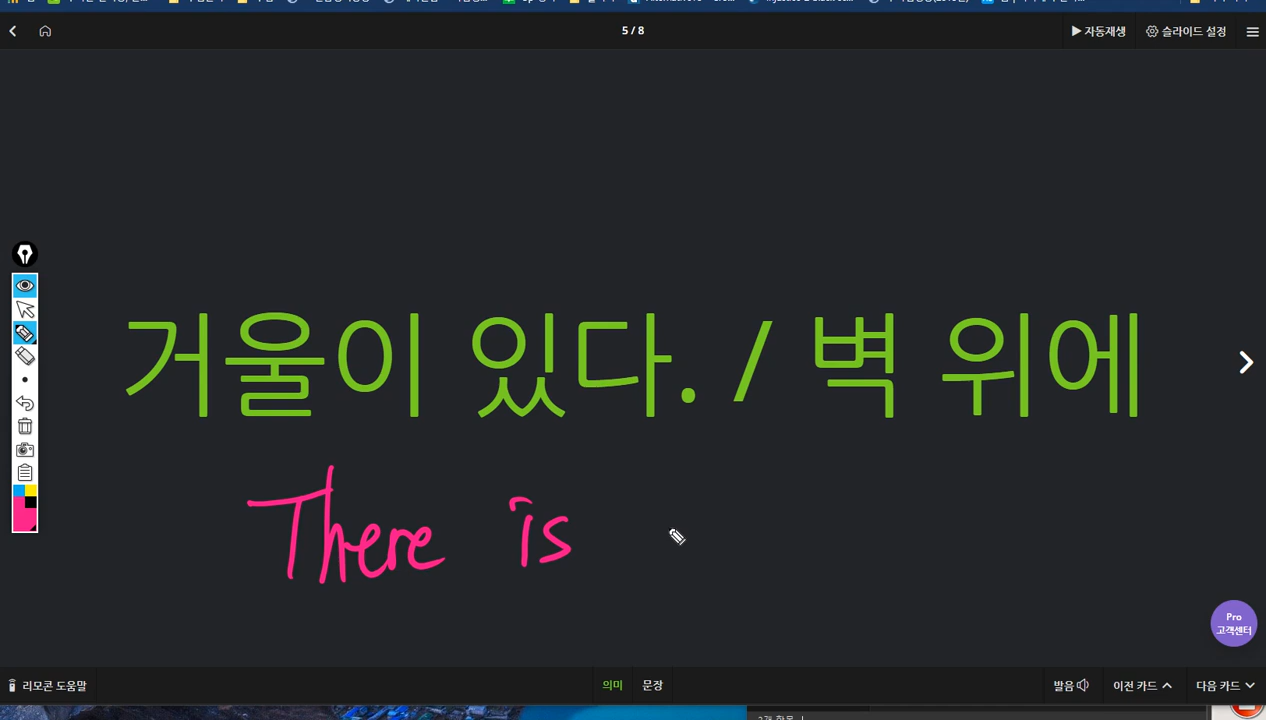 5 / 8
자동재생
슬라이드 설정
거울이 있다. / 벽 위에
There is
Pro
고객센터
리모콘 도움말
의미
문장
발음
이전 카드
다음 카드